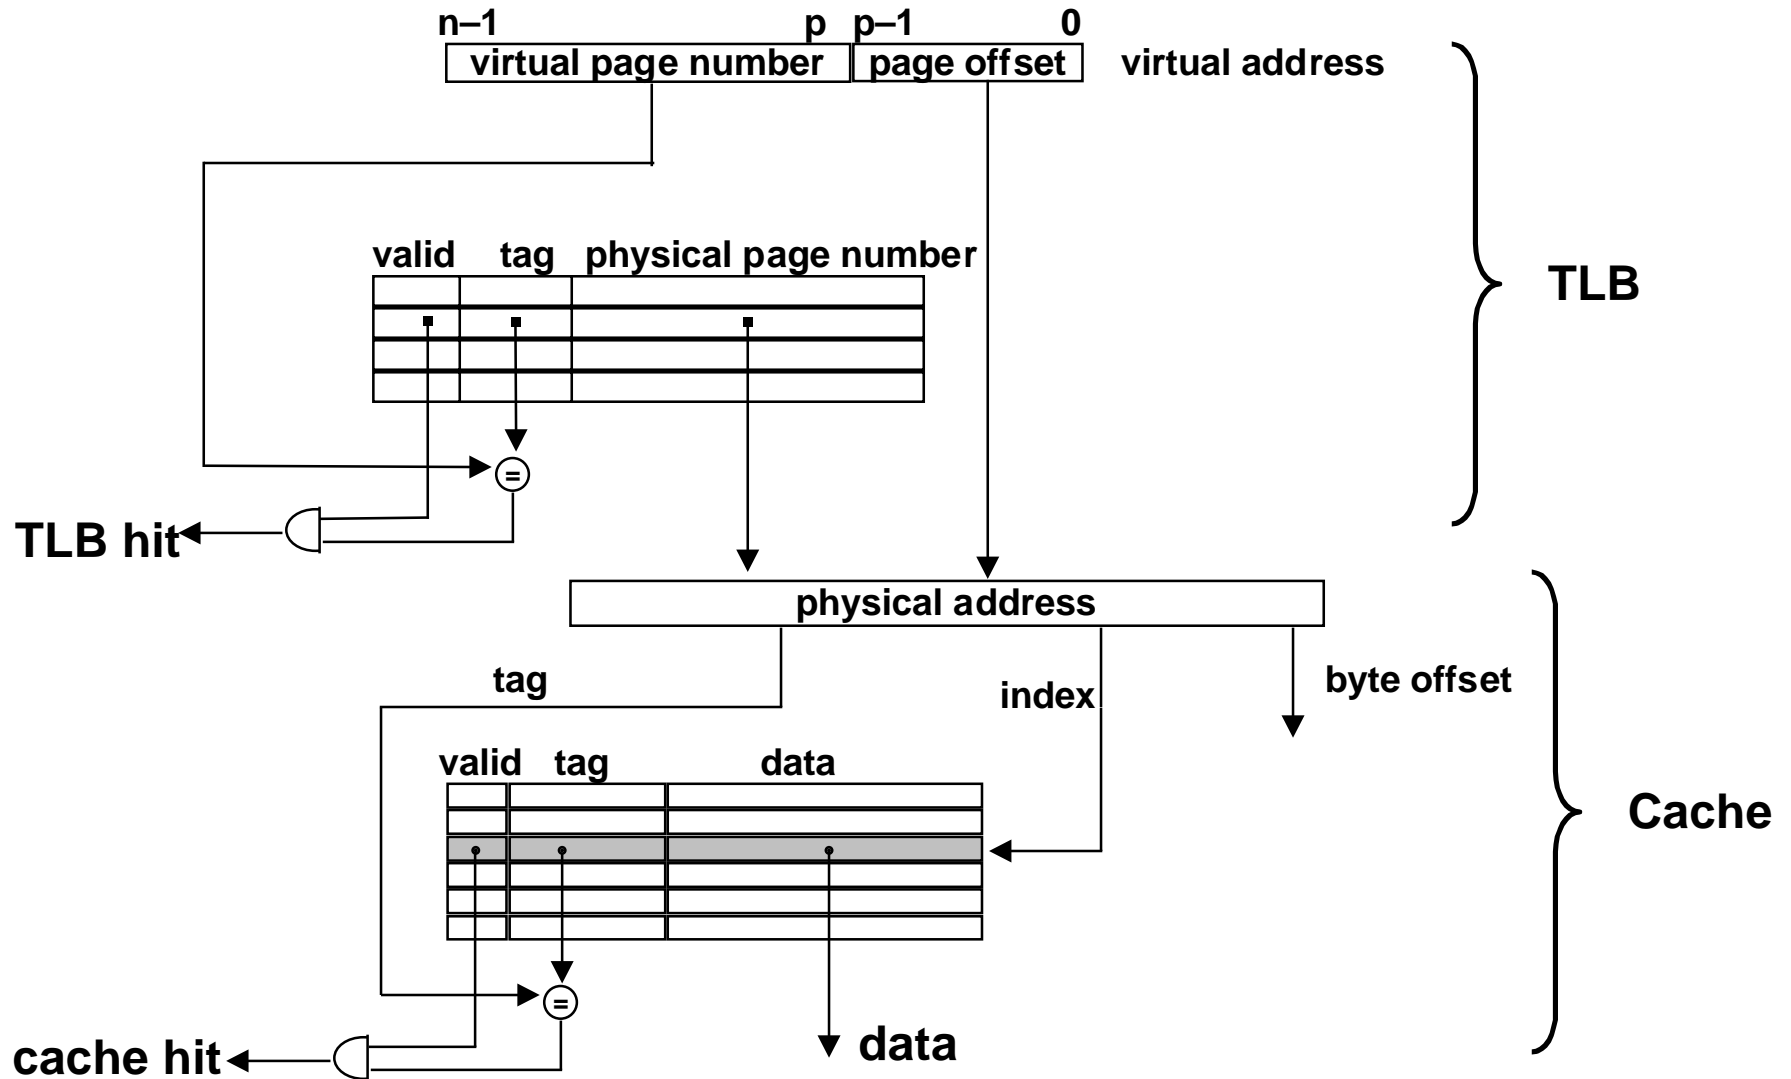 n–1 p p–1 0
virtual page number page offset virtual address
valid tag physical page number
TLB
=
TLB hit
physical address
tag
index
byte offset
valid tag data
Cache
=
cache hit
data